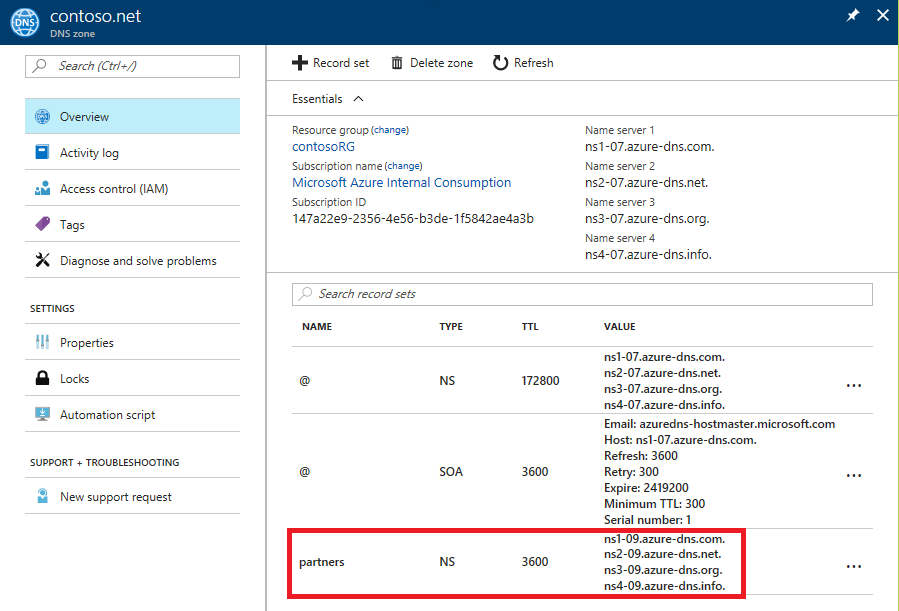 DNS
contoso.net
DNS zone
Search (Ctrl+/)
Overview
Activity log
Access control (IAM)
Tags
Diagnose and solve problems
SETTINGS
Properties
Locks
Automation script
SUPPORT + TROUBLESHOOTING
New support request
Record set Delete zone Refresh
Essentials
Resource group (change)
contosoRG
Subscription name (change)
Microsoft Azure Internal Consumption
Subscription ID
147a22e9-2356-4e56-b3de-1f5842ae4a3b
Name server 1
ns1-07.azure-dns.com.
Name server 2
ns2-07.azure-dns.net.
Name server 3
ns3-07.azure-dns.org.
Name server 4
ns4-07.azure-dns.info.
Search record sets
NAME TYPE TTL VALUE
@ NS 172800
ns1-07.azure-dns.com.
ns2-07.azure-dns.net.
ns3-07.azure-dns.org.
ns4-07.azure-dns.info.
@ SOA 3600
Email: azuredns-hostmaster.microsoft.com
Host: ns1-07.azure-dns.com.
Refresh: 3600
Retry: 300
Expire: 2419200
Minimum TTL: 300
Serial number: 1
partners NS 3600
ns1-09.azure-dns.com.
ns2-09.azure-dns.net.
ns3-09.azure-dns.org.
ns4-09.azure-dns.info.